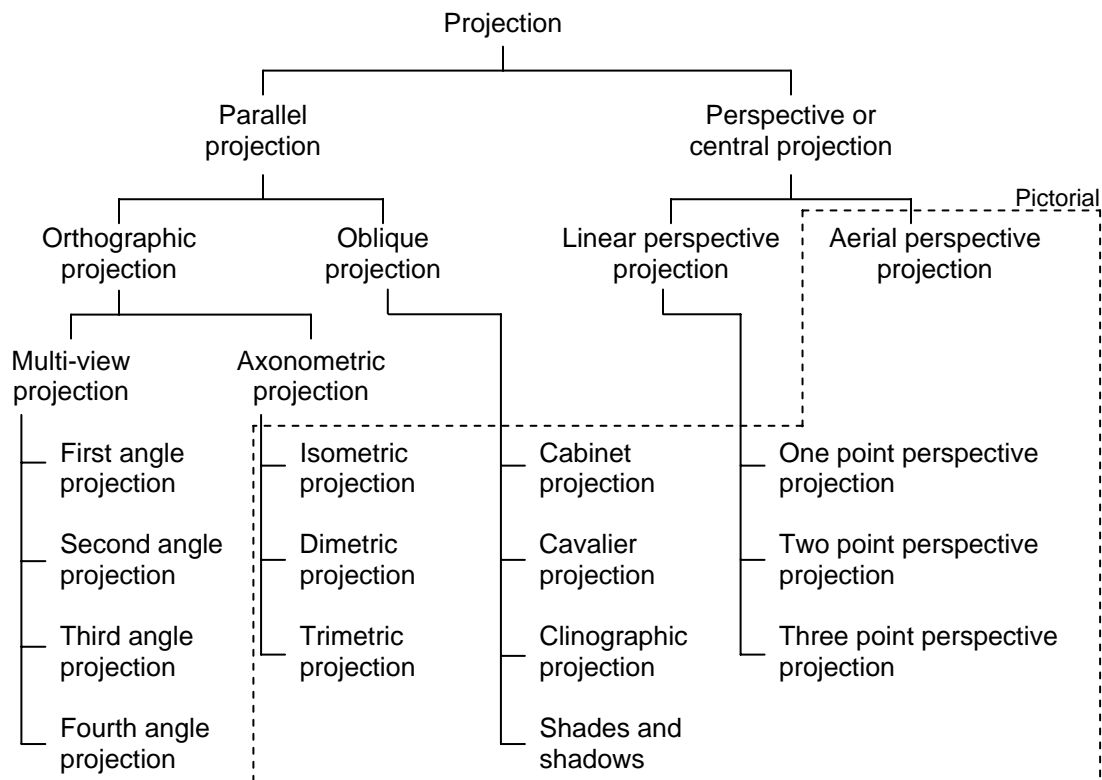 Projection
Parallel
projection
Perspective or
central projection
Pictorial
Orthographic
projection
Oblique
projection
Linear perspective
projection
Aerial perspective
projection
Multi-view
projection
Axonometric
projection
First angle
projection
Isometric
projection
Cabinet
projection
One point perspective
projection
Second angle
projection
Dimetric
projection
Cavalier
projection
Two point perspective
projection
Third angle
projection
Trimetric
projection
Clinographic
projection
Three point perspective
projection
Fourth angle
projection
Shades and
shadows